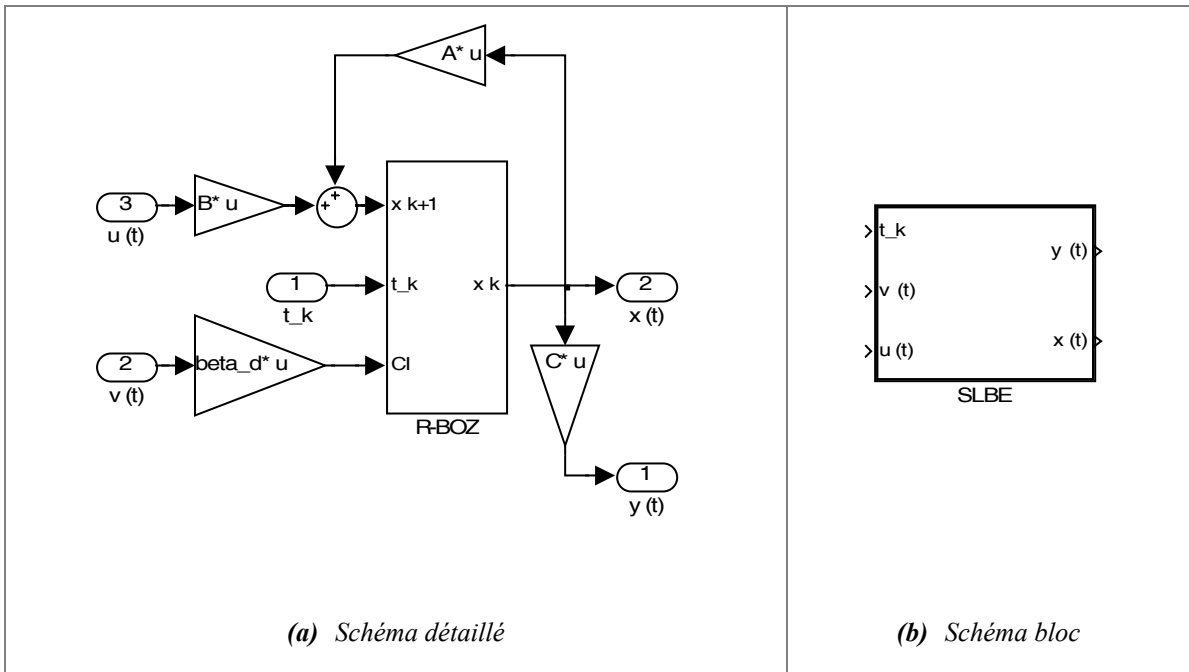 A* u
3
B* u
+
+
x k+1
u (t)
1
t_k
x k
2
t_k
x (t)
2
beta_d* u
CI
C* u
v (t)
R-BOZ
1
y (t)
t_k
y (t)
v (t)
x (t)
u (t)
SLBE
(a) Schéma détaillé
(b) Schéma bloc